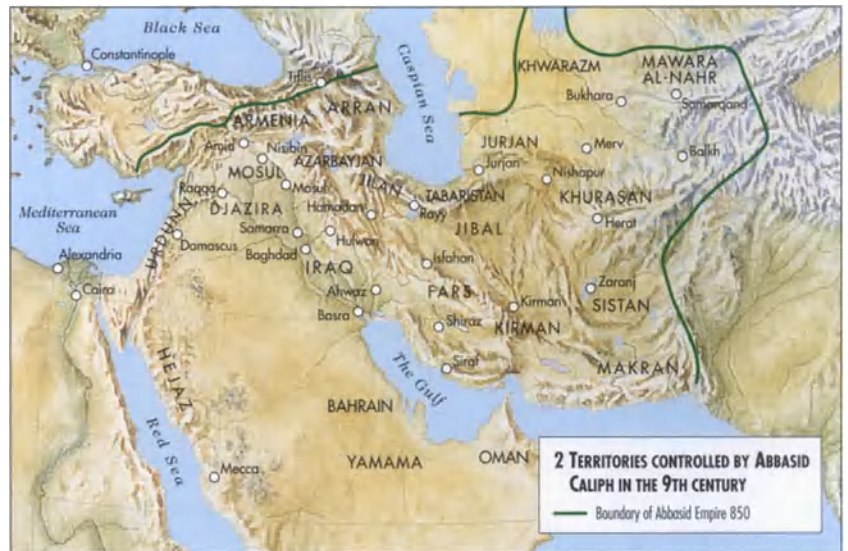 Black Sea
Constantinople
Caspian Sea
KHWARAZM
MAWARA
AL-NAHR
Tiflis
Bukhara
Samarqand
ARRAN
ARMENIA
Amid
Nisibin
AZARBAYJAN
JURJAN
Jurjan
Merv
Balkh
MOSUL
Mosul
JILAN
Nishapur
Raqqa
DJAZIRA
Hamadan
TABARISTAN
Rayy
KHURASAN
Mediterranean
Sea
URDUNN
Samarra
Hulwan
JIBAL
Herat
Damascus
Baghdad
IRAQ
Isfahan
Alexandria
Cairo
Ahwaz
FARS
Zaranj
SISTAN
Basra
Kirman
KIRMAN
Shiraz
HEJAZ
Siraf
MAKRAN
The Gulf
BAHRAIN
Red Sea
Mecca
YAMAMA
OMAN
2 TERRITORIES CONTROLLED BY ABBASID
CALIPH IN THE 9TH CENTURY
Boundary of Abbasid Empire 850